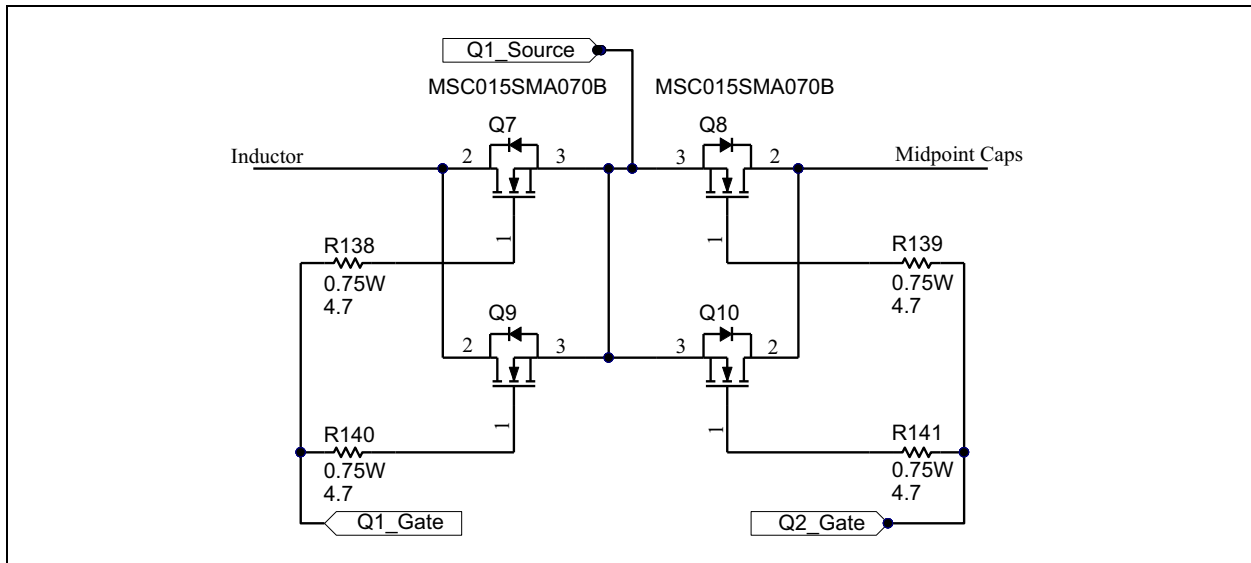 Q1_Source
MSC015SMA070B MSC015SMA070B
Q7 Q8
Inductor 2 3 3 2 Midpoint Caps
1 1
R138 R139
0.75W 0.75W
4.7 4.7
Q9 Q10
2 3 3 2
1 1
R140 R141
0.75W 0.75W
4.7 4.7
Q1_Gate Q2_Gate